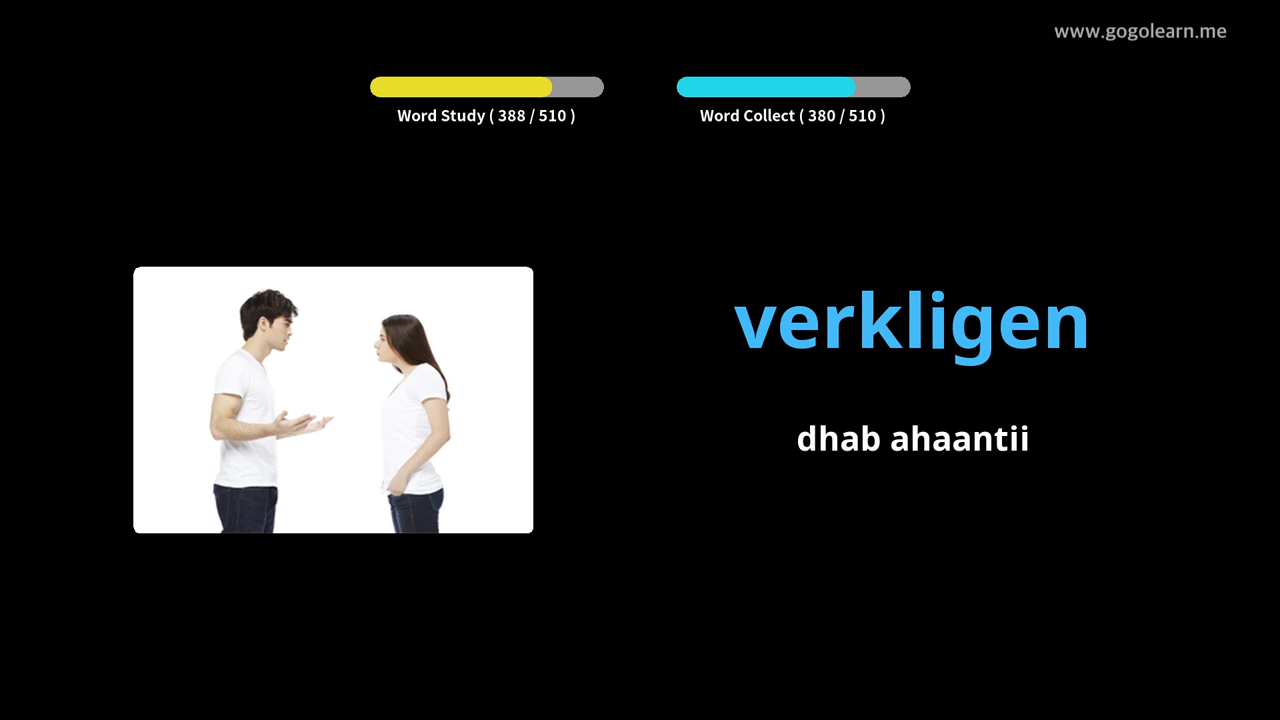 www.gogolearn.me
Word Study ( 388 / 510 )
Word Collect ( 380 / 510 )
verkligen
dhab ahaantii